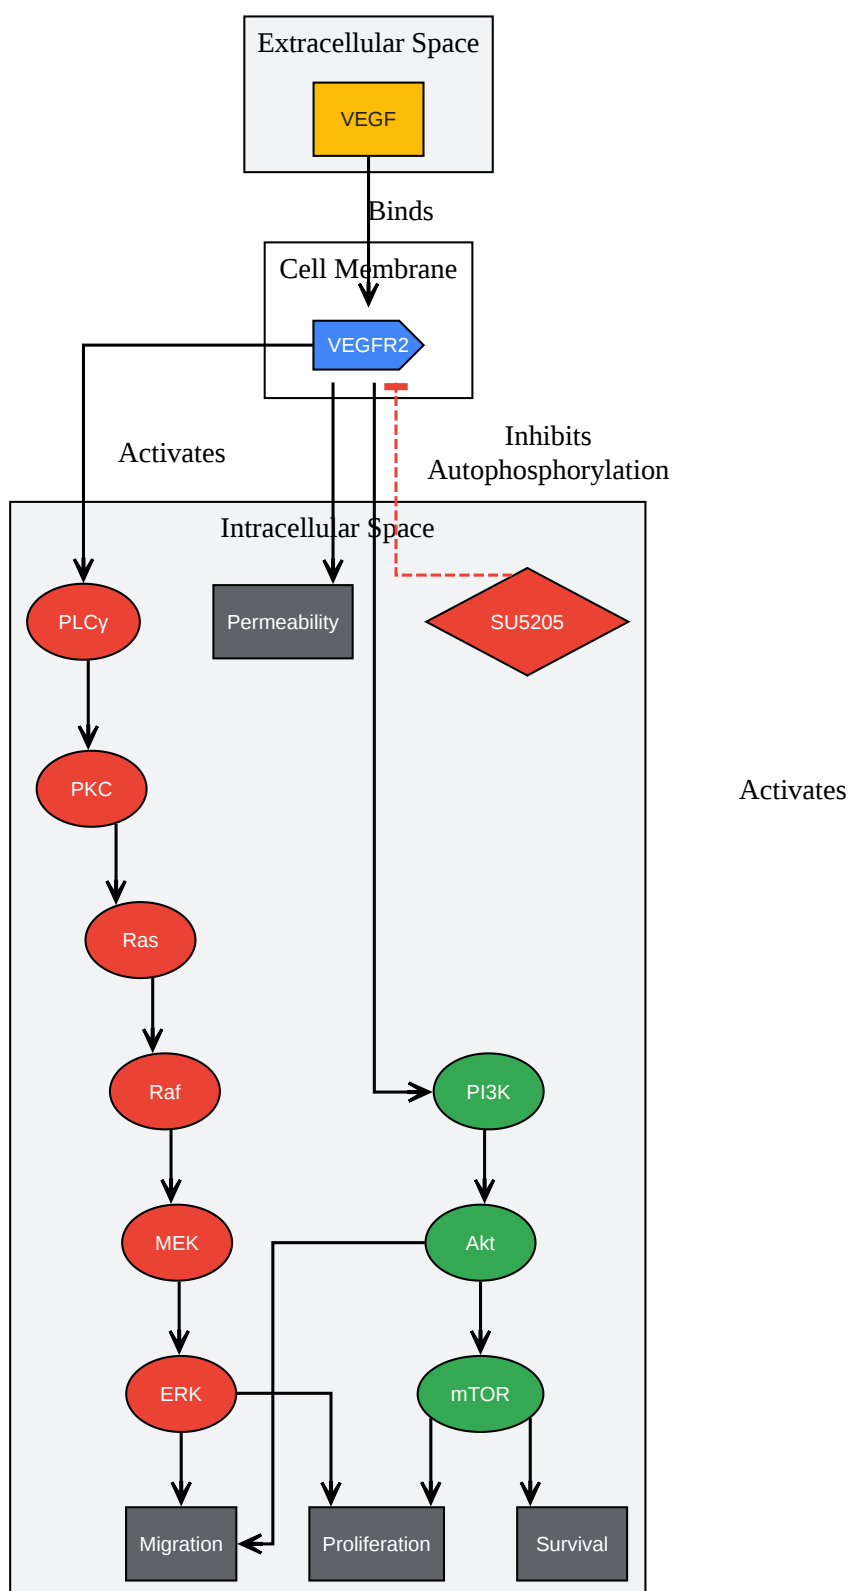 Extracellular Space
VEGF
Binds
Cell Membrane
VEGFR2
Activates
Inhibits
Autophosphorylation
Intracellular Space
PLCγ
Permeability
SU5205
PKC
Activates
Ras
Raf
PI3K
MEK
Akt
ERK
mTOR
Migration
Proliferation
Survival